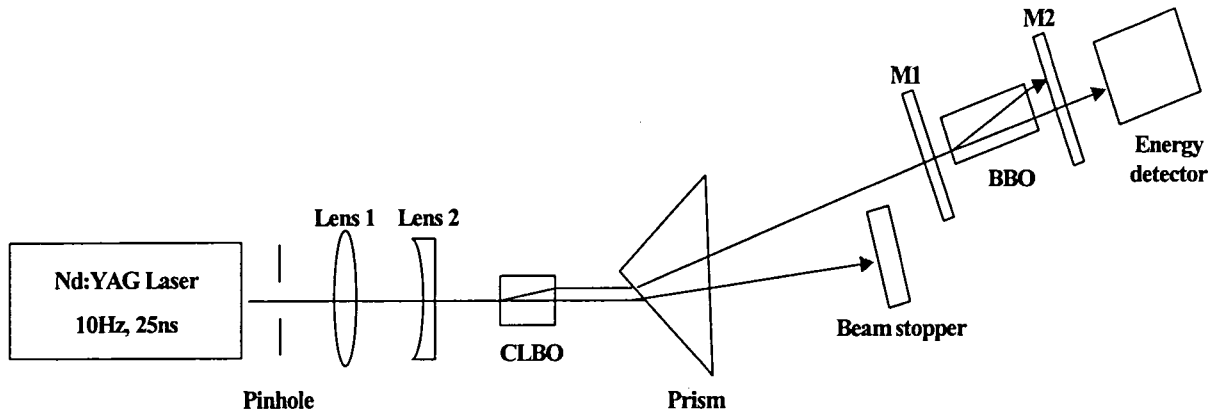 Nd:YAG Laser
10Hz, 25ns
Pinhole
Lens 1
Lens 2
CLBO
Prism
Beam stopper
M1
BBO
M2
Energy
detector